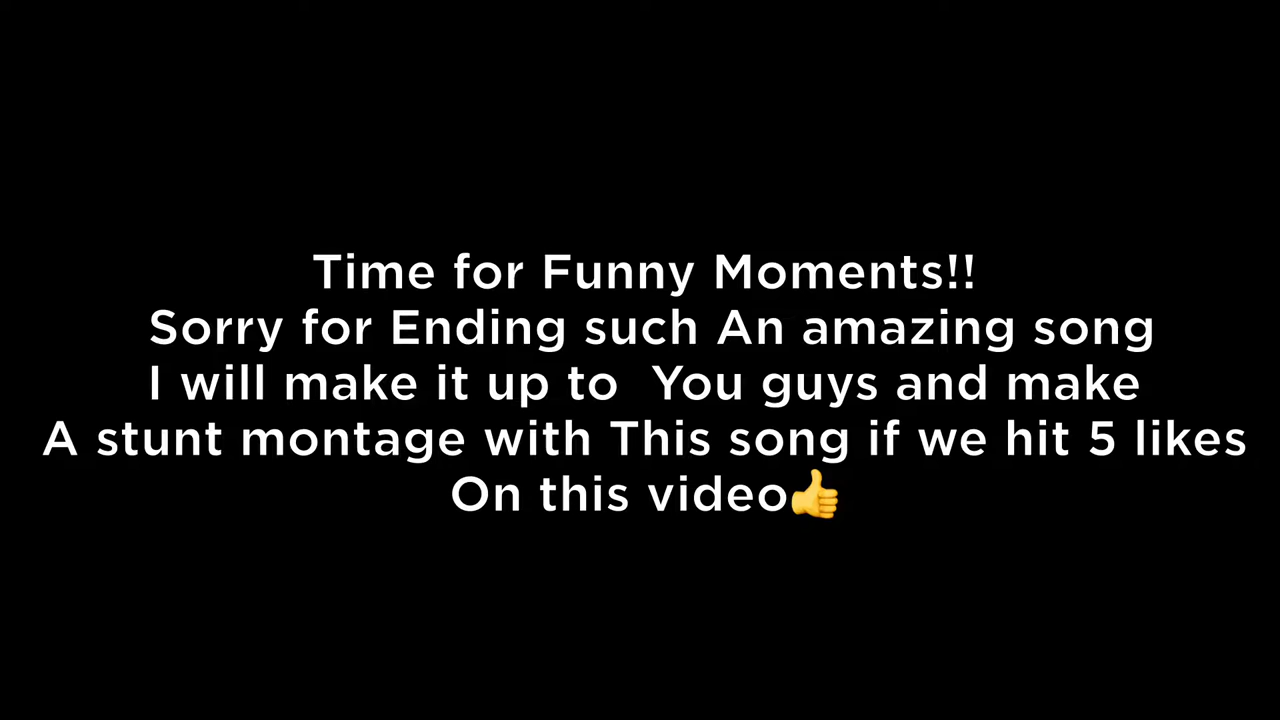 Time for Funny Moments!!
Sorry for Ending such An amazing song
I will make it up to  You guys and make
A stunt montage with This song if we hit 5 likes
On this video👍